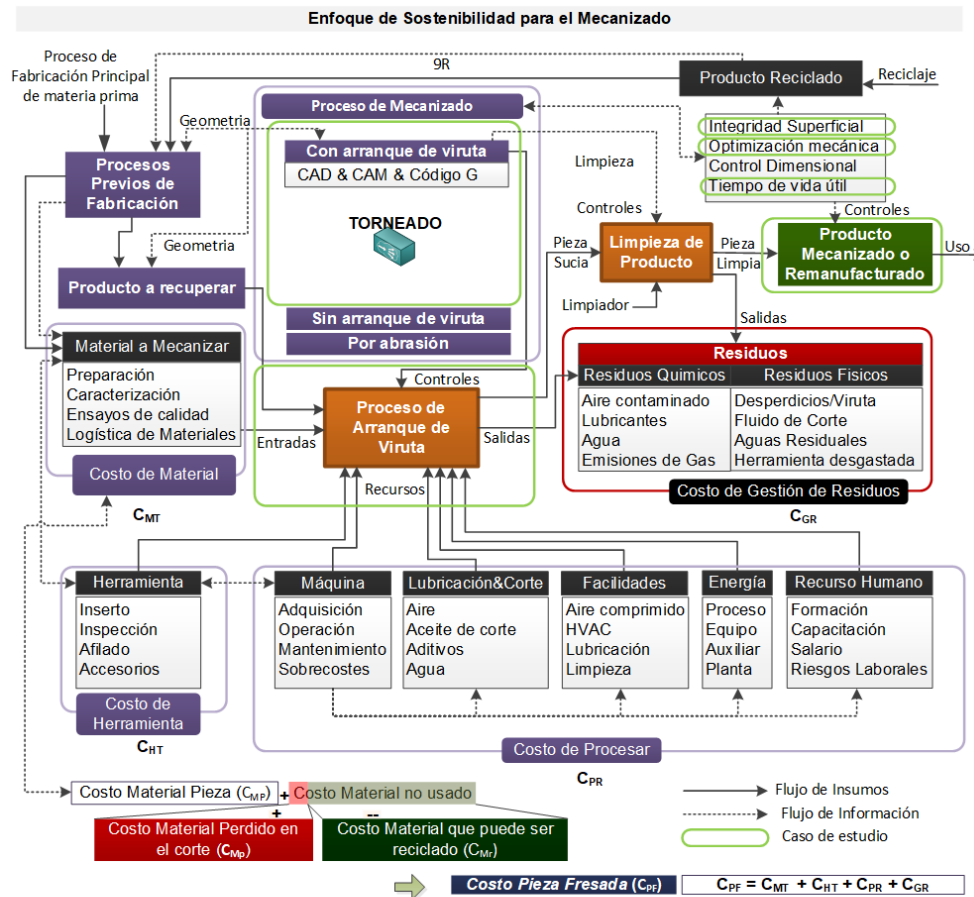 Enfoque de Sostenibilidad para el Mecanizado
Proceso de
Fabricación Principal
de materia prima
9R
Producto Reciclado
Reciclaje
Proceso de Mecanizado
Geometria
Integridad Superficial
Optimización mecánica
Control Dimensional
Tiempo de vida útil
Con arranque de viruta
CAD & CAM & Código G
Procesos
Previos de
Fabricación
Limpieza
Controles
Controles
TORNEADO
Geometria
Pieza
Sucia
Limpieza de
Producto
Pieza
Limpia
Producto
Mecanizado o
Remanufacturado
Uso
Producto a recuperar
Limpiador
Salidas
Sin arranque de viruta
Por abrasión
Material a Mecanizar
Preparación
Caracterización
Ensayos de calidad
Logística de Materiales
Entradas
Controles
Proceso de
Arranque de
Viruta
Salidas
Recursos
Residuos
Residuos Quimicos
Residuos Fisicos
Aire contaminado
Lubricantes
Agua
Emisiones de Gas
Desperdicios/Viruta
Fluido de Corte
Aguas Residuales
Herramienta desgastada
Costo de Material
CMT
Costo de Gestión de Residuos
CGR
Herramienta
Inserto
Inspección
Afilado
Accesorios
Máquina
Adquisición
Operación
Mantenimiento
Sobrecostes
Lubricación&Corte
Aire
Aceite de corte
Aditivos
Agua
Facilidades
Aire comprimido
HVAC
Lubricación
Limpieza
Energía
Proceso
Equipo
Auxiliar
Planta
Recurso Humano
Formación
Capacitación
Salario
Riesgos Laborales
Costo de
Herramienta
CHT
Costo de Procesar
CPR
Costo Material Pieza (CMP)
+
Costo Material no usado
+
--
Costo Material Perdido en
el corte (CMp)
Costo Material que puede ser
reciclado (CMr)
Flujo de Insumos
Flujo de Información
Caso de estudio
Costo Pieza Fresada (CPF)
CPF = CMT + CHT + CPR + CGR